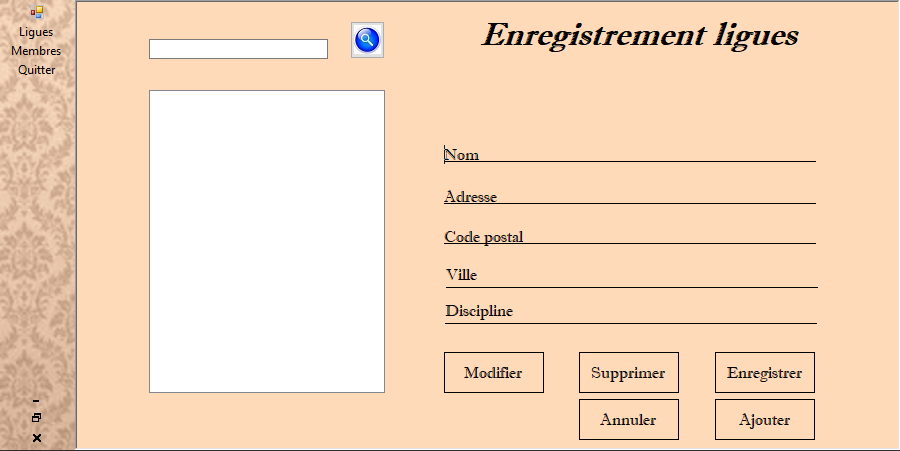 Ligues
Membres
Quitter
Enregistrement ligues
Nom
Adresse
Code postal
Ville
Discipline
Modifier
Supprimer
Enregistrer
Annuler
Ajouter